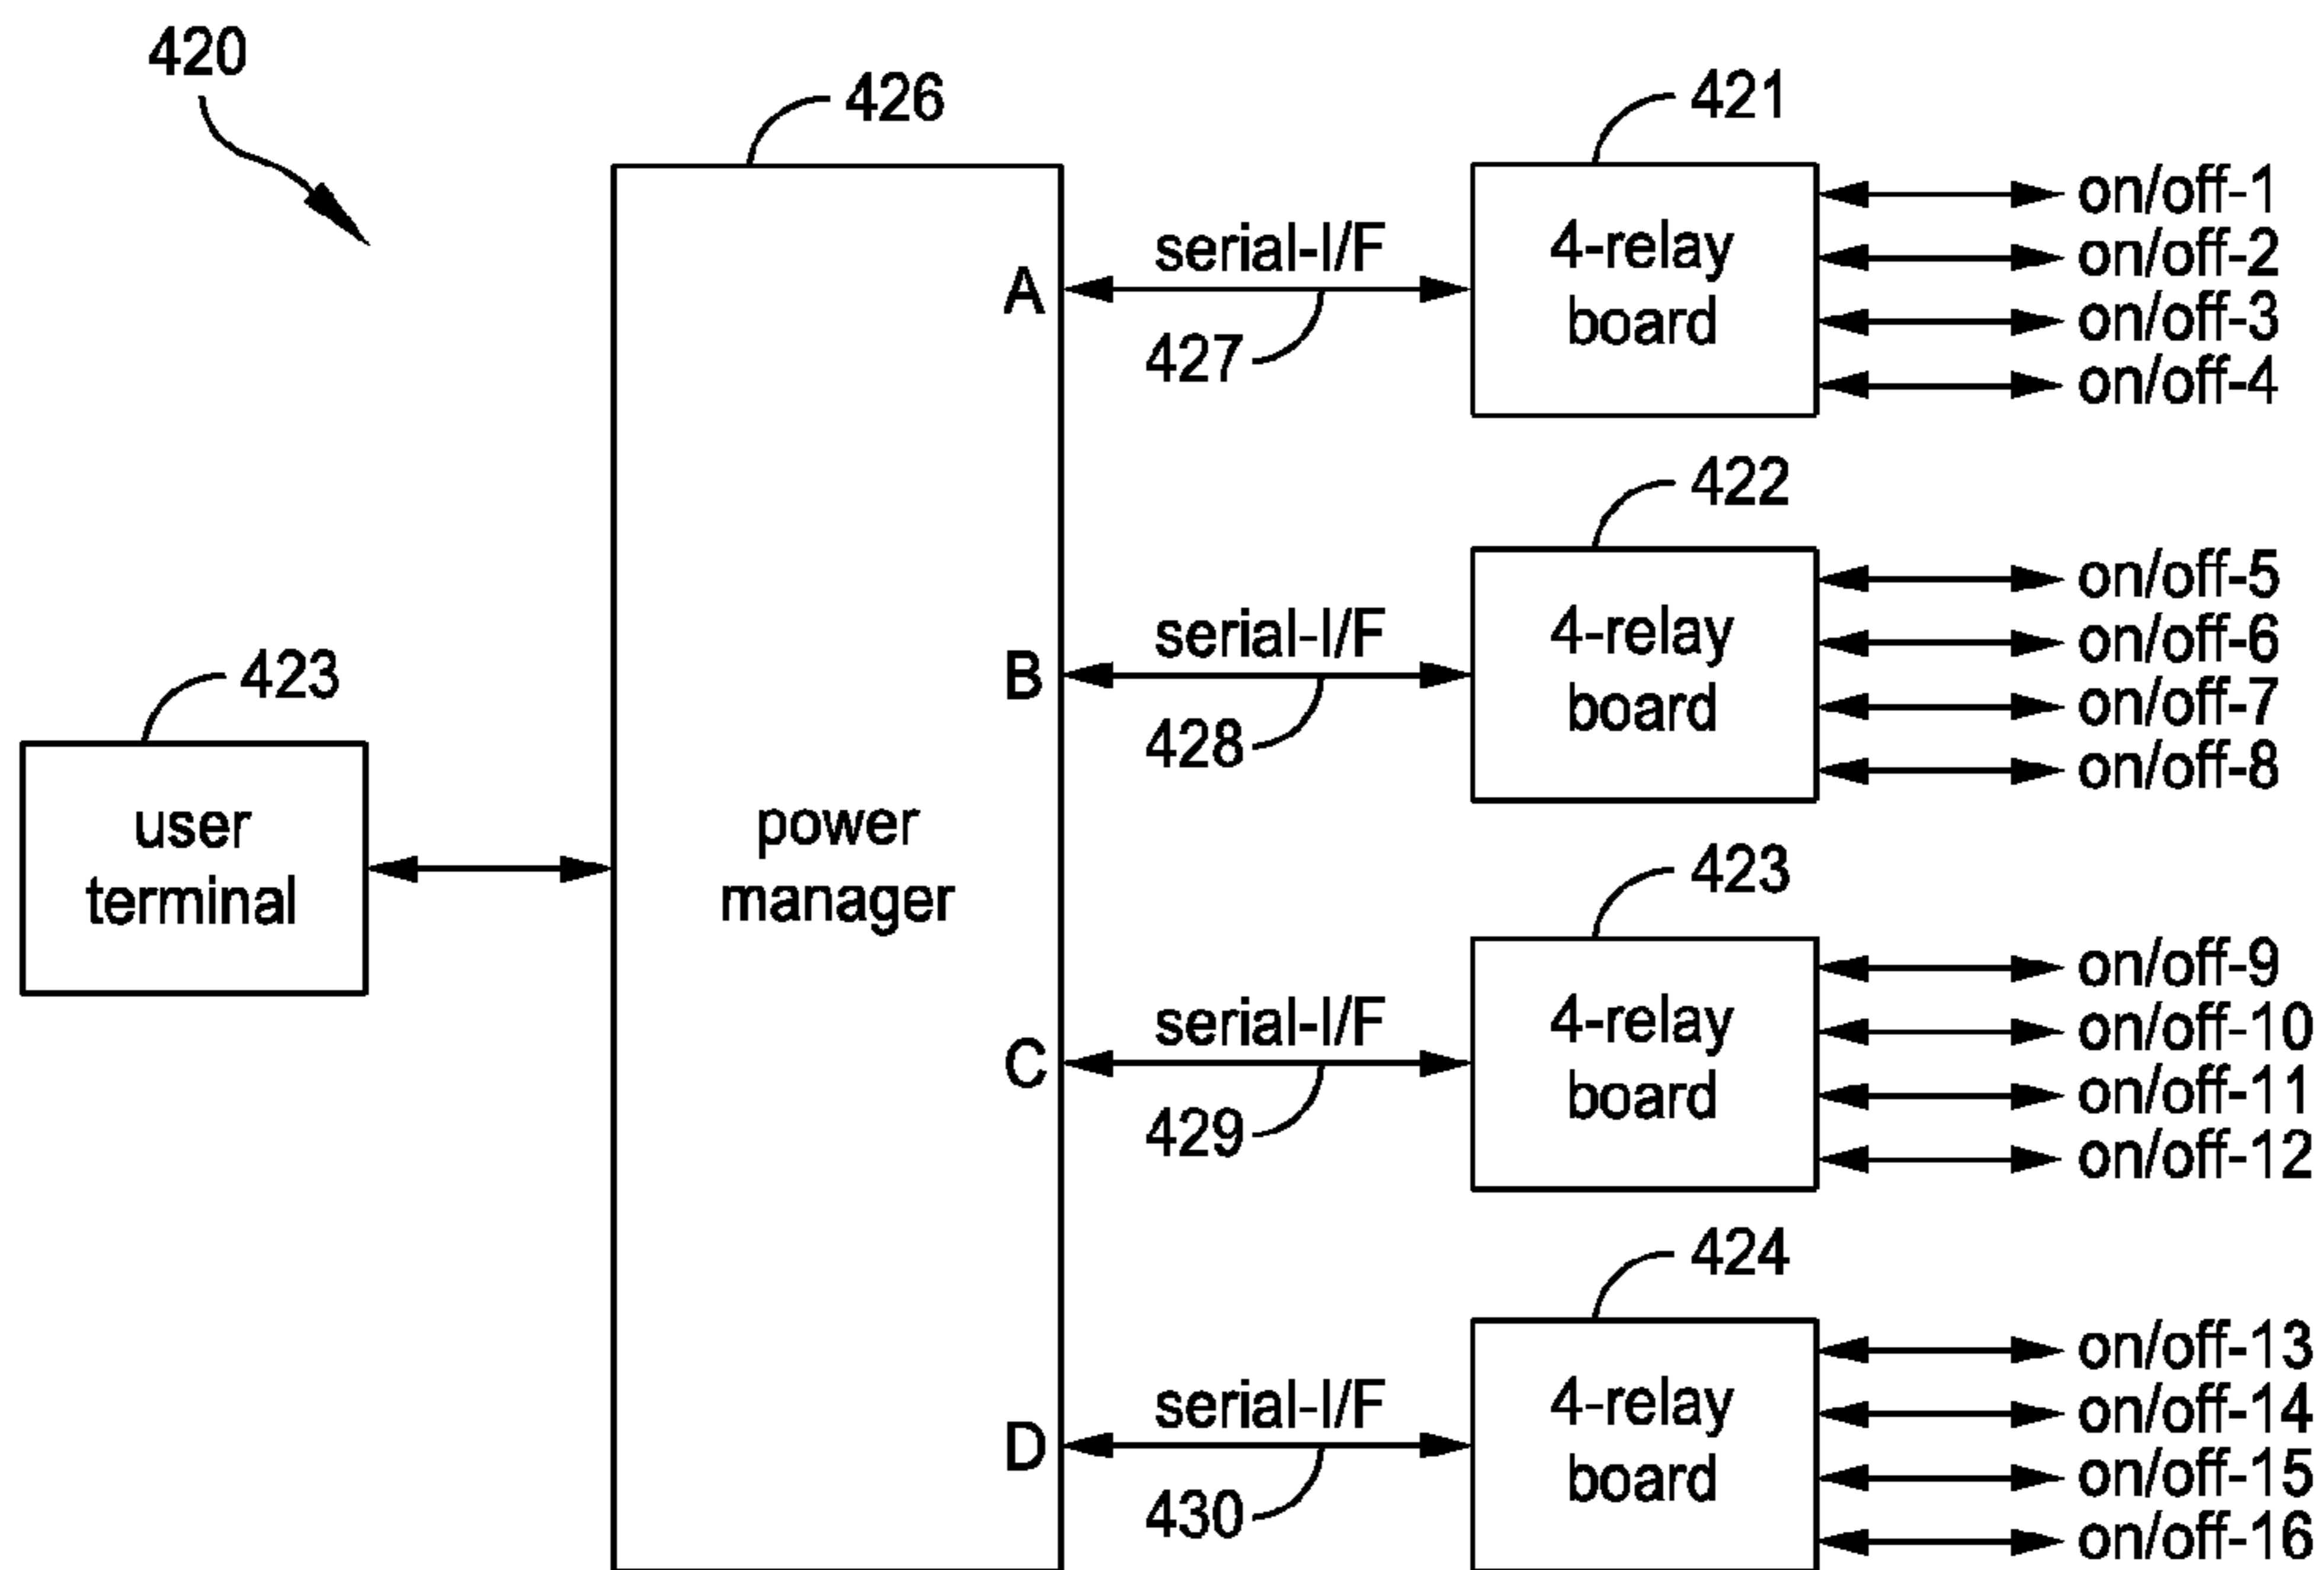 420
426
421
on/off-1
serial-I/F
4-relay
on/off-2
A
board
on/off-3
427
on/off-4
422
on/off-5
serial-I/F
4-relay
on/off-6
B
board
on/off-7
428
on/off-8
423
user
terminal
power
manager
423
on/off-9
serial-I/F
4-relay
on/off-10
C
board
on/off-11
429
on/off-12
424
on/off-13
serial-I/F
4-relay
on/off-14
D
board
on/off-15
430
on/off-16